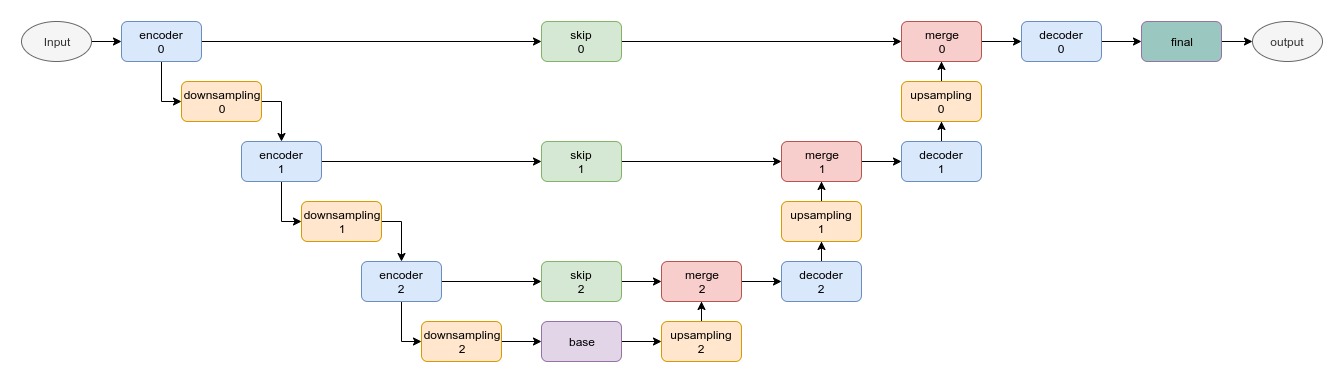 Input
encoder
0
skip
0
merge
0
decoder
0
final
output
downsampling
0
upsampling
0
encoder
1
skip
1
merge
1
decoder
1
downsampling
1
upsampling
1
encoder
2
skip
2
merge
2
decoder
2
downsampling
2
base
upsampling
2